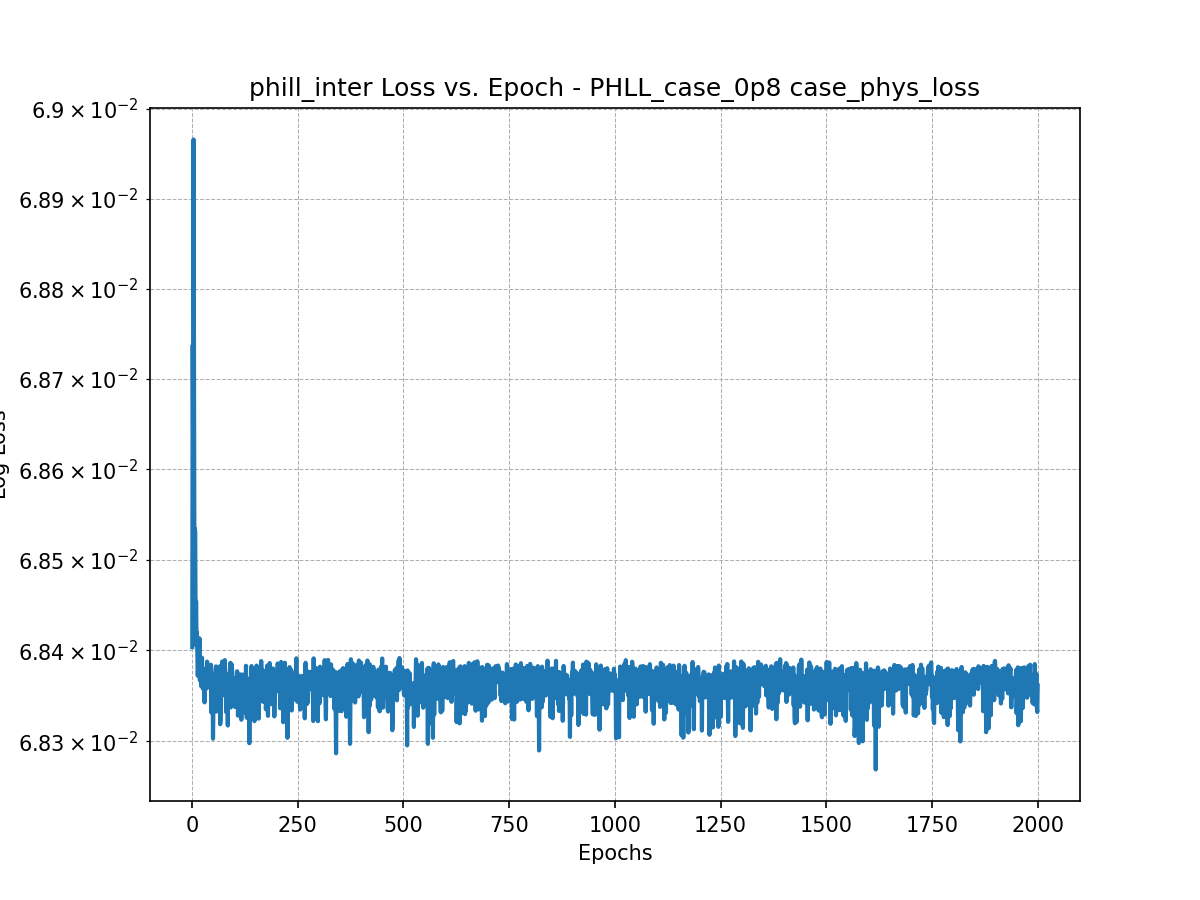 phill_inter Loss vs. Epoch - PHLL_case_0p8 case_phys_loss
6.9 × 10⁻²
6.89 × 10⁻²
6.88 × 10⁻²
6.87 × 10⁻²
6.86 × 10⁻²
6.85 × 10⁻²
6.84 × 10⁻²
6.83 × 10⁻²
Log Loss
0 250 500 750 1000 1250 1500 1750 2000
Epochs